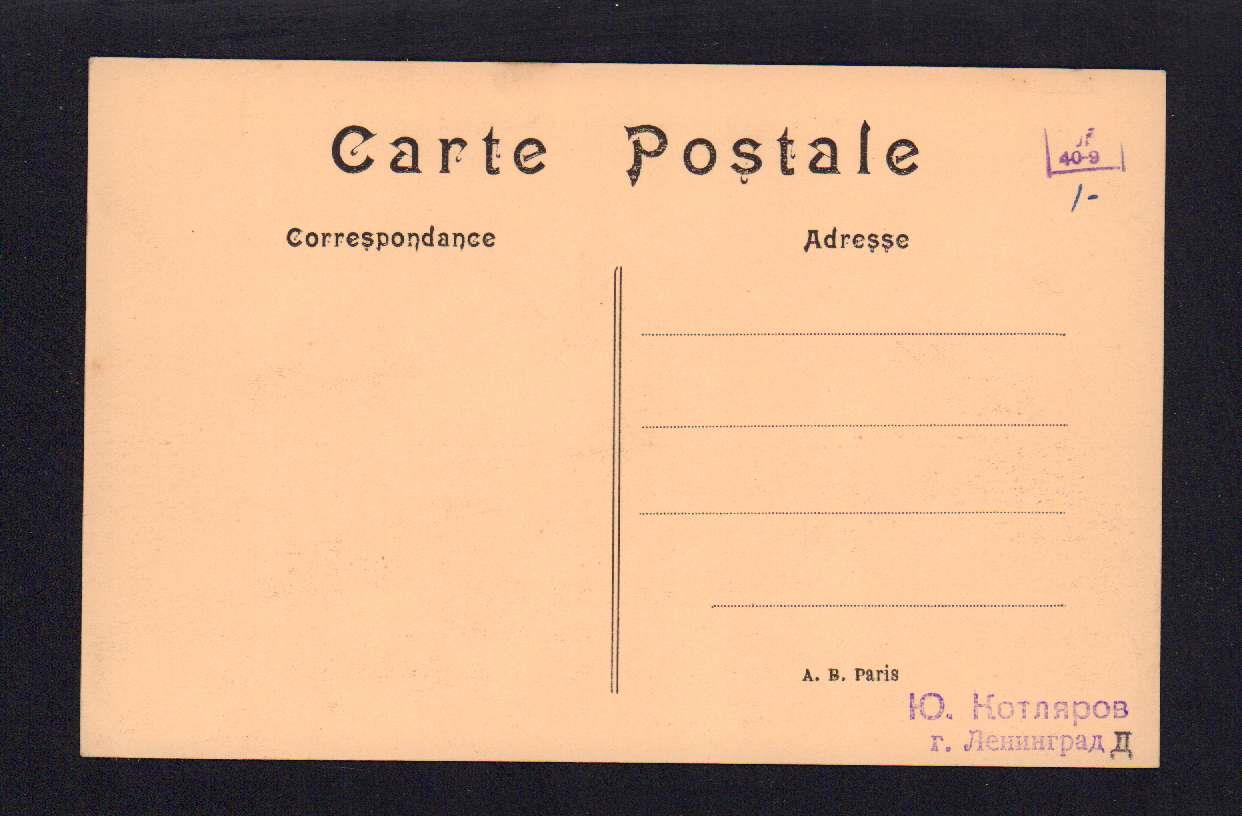 Carte Postale
40-9
1-
Correspondance
Adresse
A. B. Paris
Ю. Котляров
г. Ленинград Д